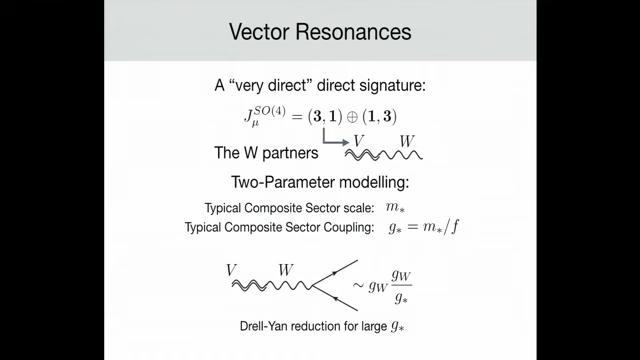 Vector Resonances
A “very direct” direct signature:
J_μ^{SO(4)} = (3, 1) ⊕ (1, 3)
The W partners
V W
Two-Parameter modelling:
Typical Composite Sector scale: m_*
Typical Composite Sector Coupling: g_* = m_*/f
V W
∼ g_W \frac{g_W}{g_*}
Drell-Yan reduction for large g_*